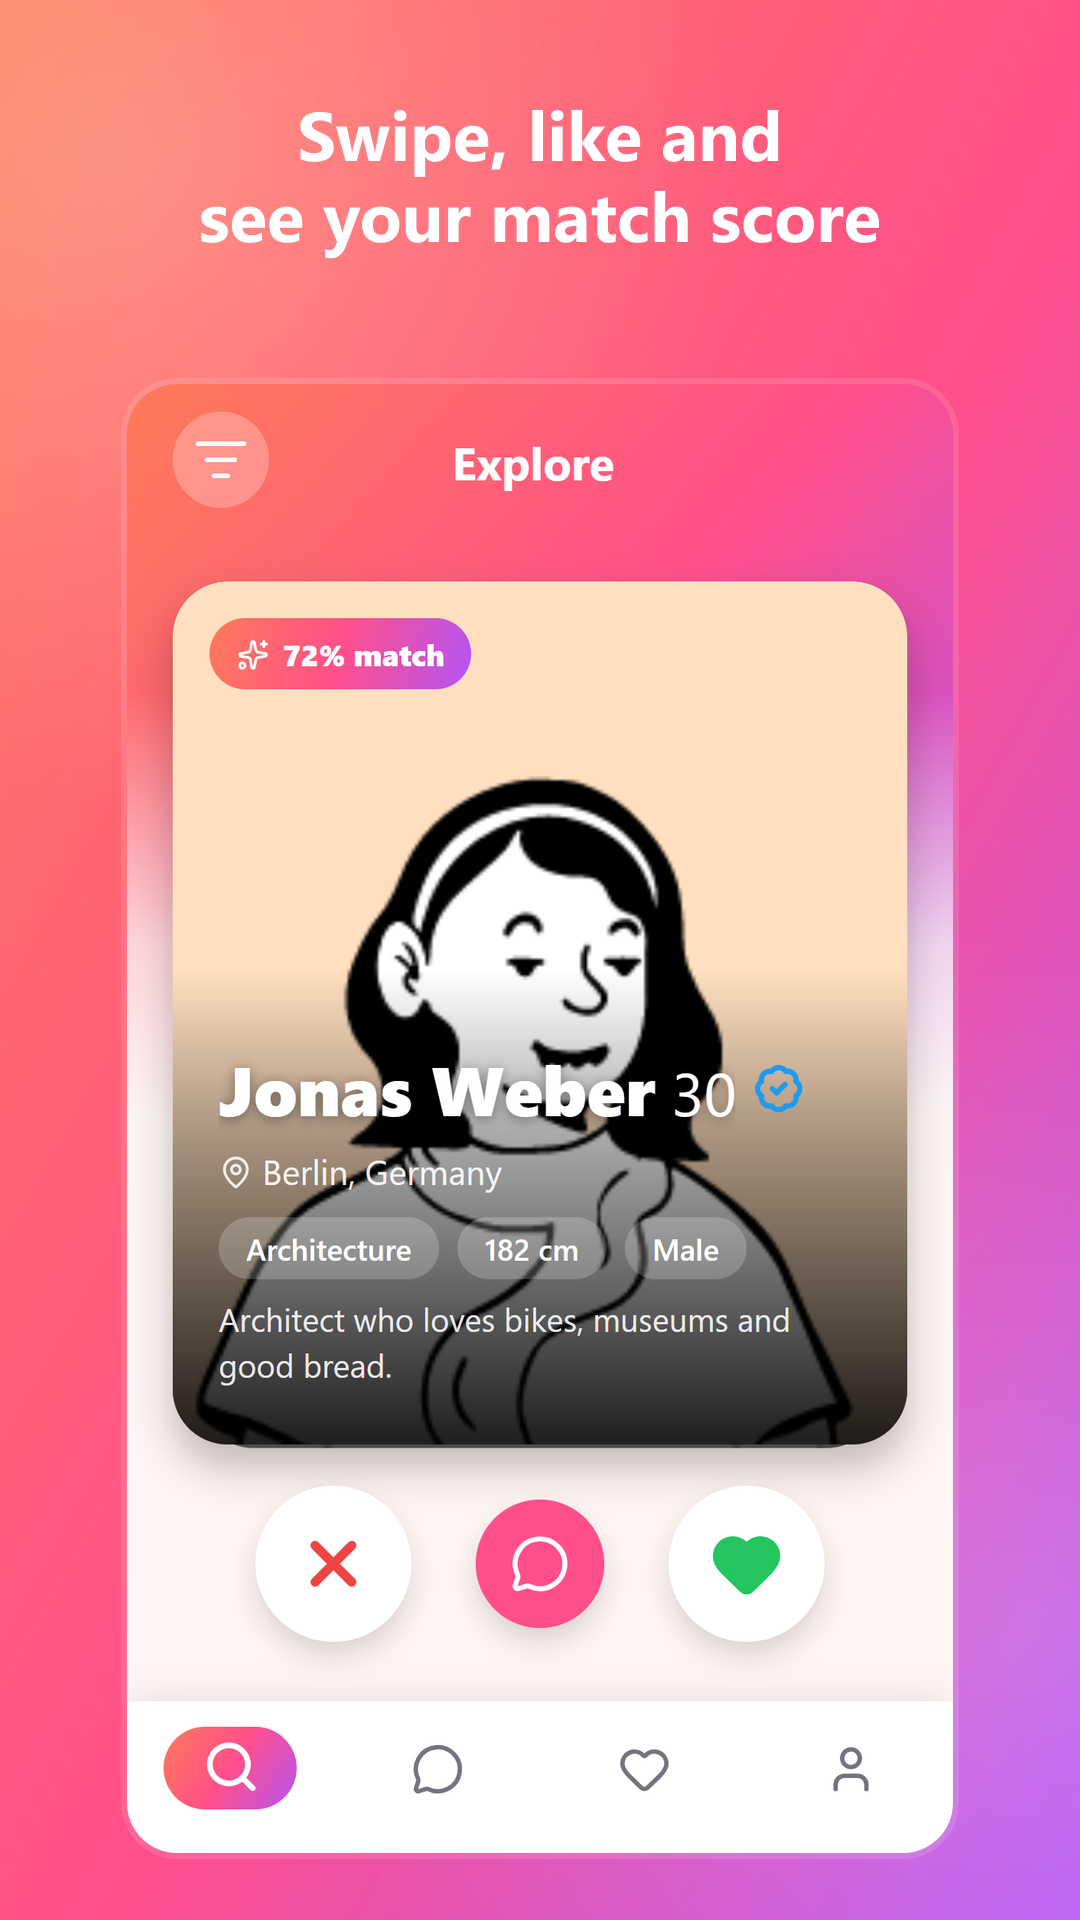 Swipe, like and
see your match score
Explore
72% match
Jonas Weber 30
Berlin, Germany
Architecture 182 cm Male
Architect who loves bikes, museums and
good bread.